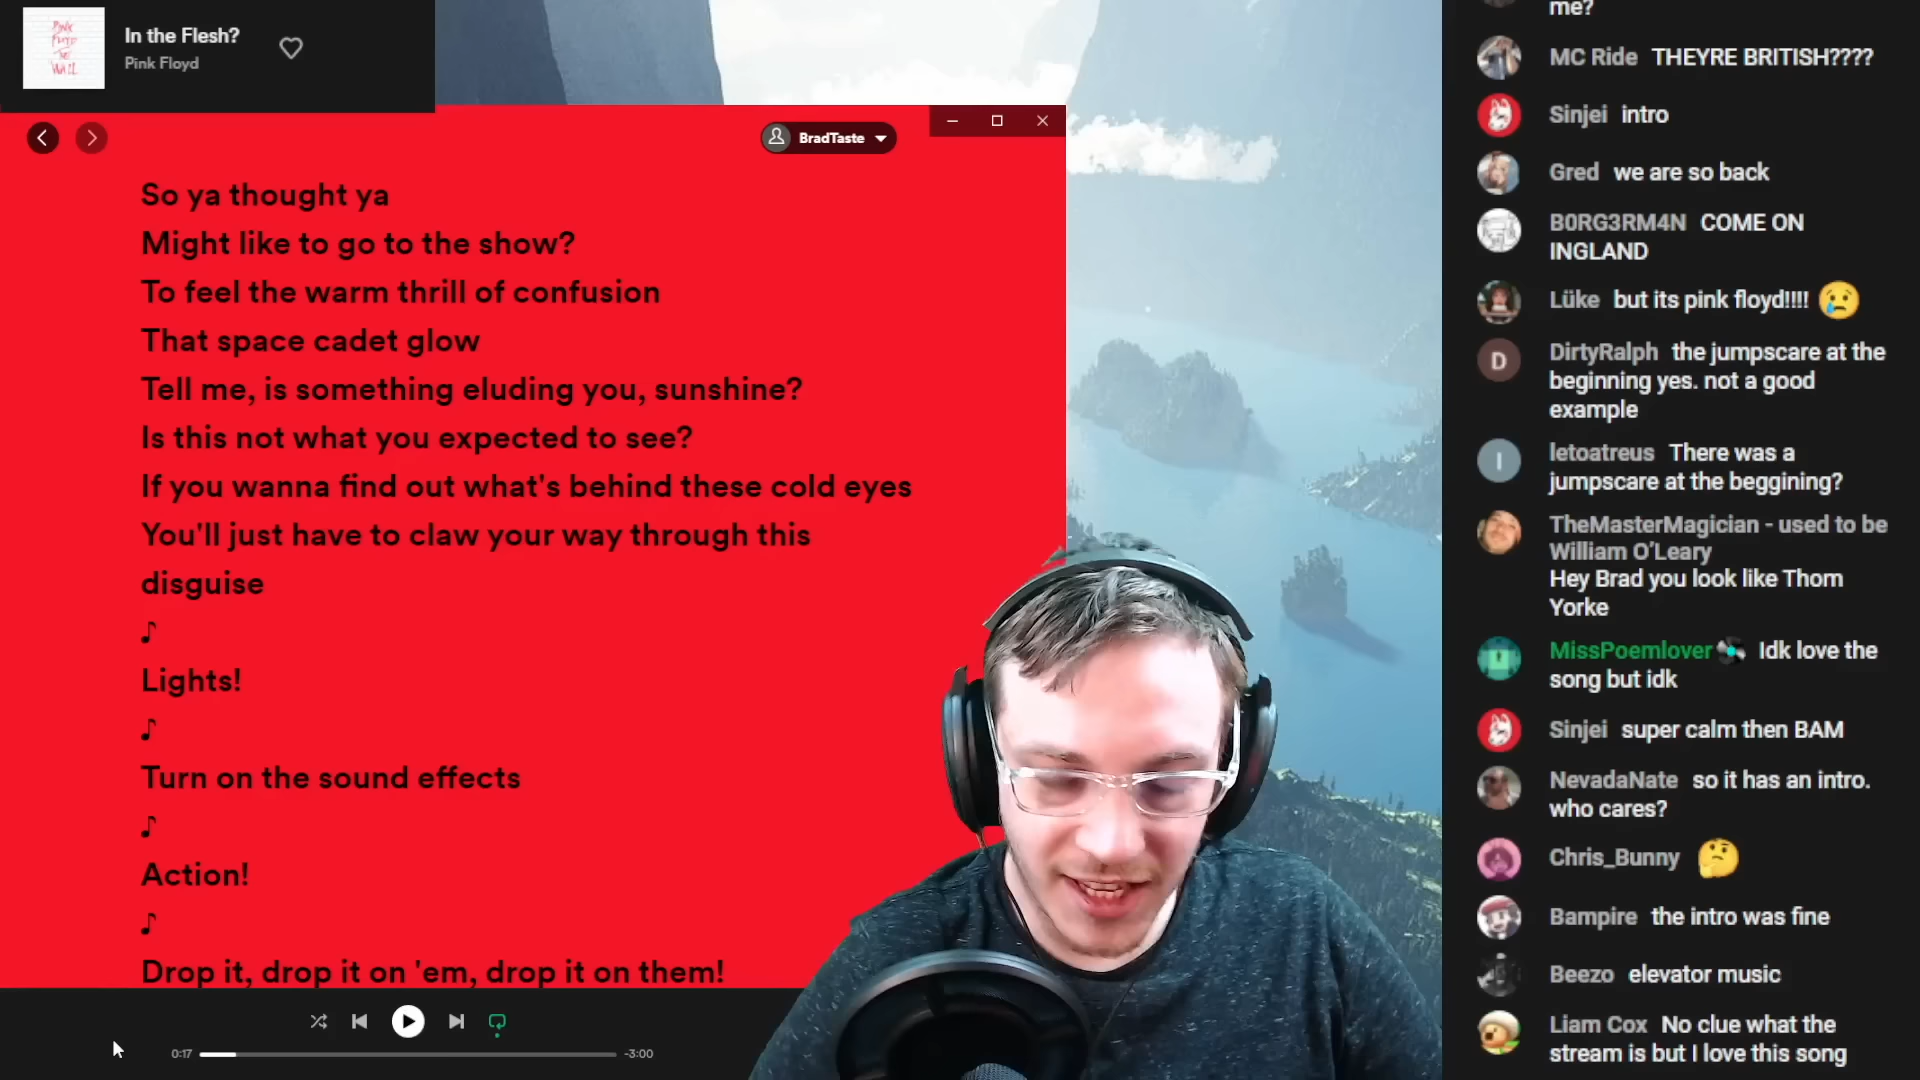 PINK
FLOYD
THE
WALL
In the Flesh?
Pink Floyd
BradTaste
So ya thought ya
Might like to go to the show?
To feel the warm thrill of confusion
That space cadet glow
Tell me, is something eluding you, sunshine?
Is this not what you expected to see?
If you wanna find out what's behind these cold eyes
You'll just have to claw your way through this
disguise
♪
Lights!
♪
Turn on the sound effects
♪
Action!
♪
Drop it, drop it on 'em, drop it on them!
0:17
-3:00
me?
MC Ride THEYRE BRITISH????
Sinjei intro
Gred we are so back
B0RG3RM4N COME ON
INGLAND
Lüke but its pink floyd!!!! 😢
D
DirtyRalph the jumpscare at the
beginning yes. not a good
example
l
letoatreus There was a
jumpscare at the beggining?
TheMasterMagician - used to be
William O'Leary
Hey Brad you look like Thom
Yorke
MissPoemlover Idk love the
song but idk
Sinjei super calm then BAM
NevadaNate so it has an intro.
who cares?
Chris_Bunny 🤔
Bampire the intro was fine
Beezo elevator music
Liam Cox No clue what the
stream is but I love this song